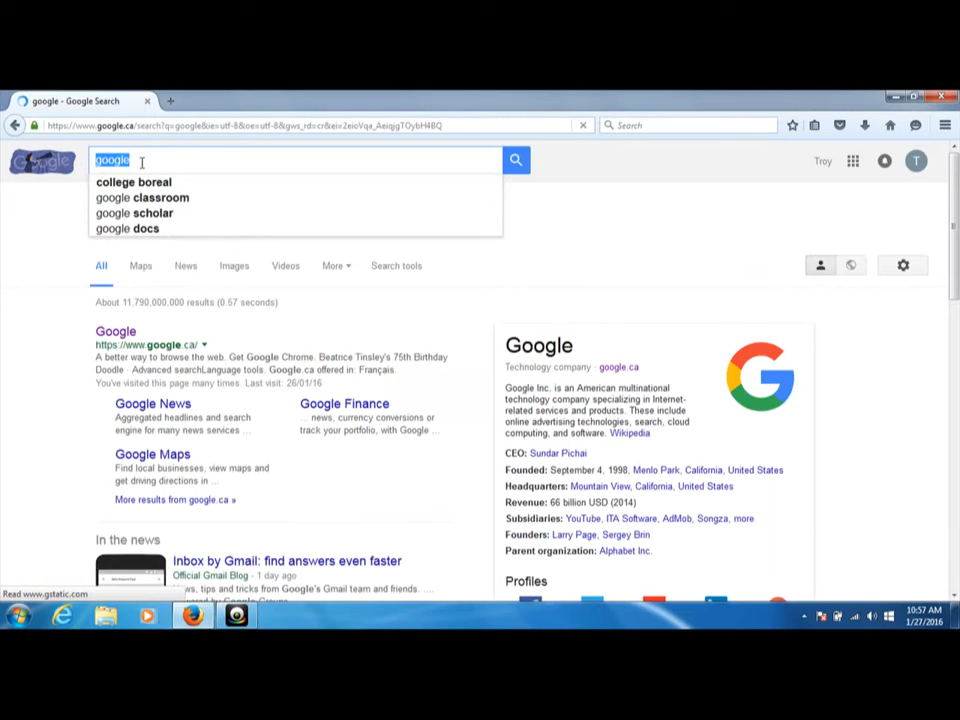 google - Google Search
https://www.google.ca/search?q=google&ie=utf-8&oe=utf-8&gws_rd=cr&ei=2eioVqa_AeiqjgTOybH4BQ
Search
Google
google
Troy
T
college boreal
google classroom
google scholar
google docs
All
Maps
News
Images
Videos
More
Search tools
About 11,790,000,000 results (0.57 seconds)
Google
https://www.google.ca/
A better way to browse the web. Get Google Chrome. Beatrice Tinsley's 75th Birthday
Doodle · Advanced searchLanguage tools. Google.ca offered in: Français.
You've visited this page many times. Last visit: 26/01/16
Google News
Aggregated headlines and search
engine for many news services ...
Google Finance
... news, currency conversions or
track your portfolio, with Google ...
Google Maps
Find local businesses, view maps and
get driving directions in ...
More results from google.ca »
In the news
Inbox by Gmail: find answers even faster
Official Gmail Blog - 1 day ago
News, tips and tricks from Google's Gmail team and friends. ....
Google
Technology company · google.ca
Google Inc. is an American multinational
technology company specializing in Internet-
related services and products. These include
online advertising technologies, search, cloud
computing, and software. Wikipedia
CEO: Sundar Pichai
Founded: September 4, 1998, Menlo Park, California, United States
Headquarters: Mountain View, California, United States
Revenue: 66 billion USD (2014)
Subsidiaries: YouTube, ITA Software, AdMob, Songza, more
Founders: Larry Page, Sergey Brin
Parent organization: Alphabet Inc.
Profiles
Read www.gstatic.com
10:57 AM
1/27/2016